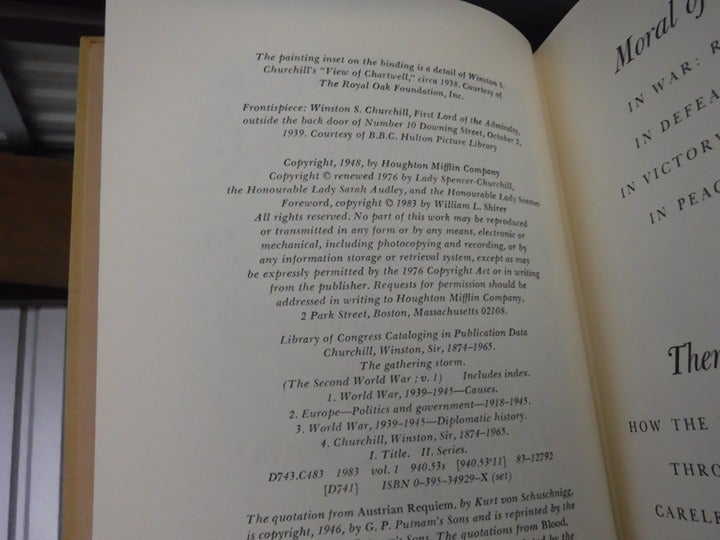 The painting inset on the binding is a detail of Winston S.
Churchill's "View of Chartwell," circa 1938. Courtesy of
The Royal Oak Foundation, Inc.
Frontispiece: Winston S. Churchill, First Lord of the Admiralty,
outside the back door of Number 10 Downing Street, October 2,
1939. Courtesy of B.B.C. Hulton Picture Library
Copyright, 1948, by Houghton Mifflin Company
Copyright © renewed 1976 by Lady Spencer-Churchill,
the Honourable Lady Sarah Audley, and the Honourable Lady Soames
Foreword, copyright © 1983 by William L. Shirer
All rights reserved. No part of this work may be reproduced
or transmitted in any form or by any means, electronic or
mechanical, including photocopying and recording, or by
any information storage or retrieval system, except as may
be expressly permitted by the 1976 Copyright Act or in writing
from the publisher. Requests for permission should be
addressed in writing to Houghton Mifflin Company,
2 Park Street, Boston, Massachusetts 02108.
Library of Congress Cataloging in Publication Data
Churchill, Winston, Sir, 1874-1965.
The gathering storm.
(The Second World War ; v. 1) Includes index.
1. World War, 1939-1945—Causes.
2. Europe—Politics and government—1918-1945.
3. World War, 1939-1945—Diplomatic history.
4. Churchill, Winston, Sir, 1874-1965.
I. Title. II. Series.
D743.C483 1983 vol. 1 940.53s [940.53'11] 83-12792
[D741] ISBN 0-395-34929-X (set)
The quotation from Austrian Requiem, by Kurt von Schuschnigg,
is copyright, 1946, by G. P. Putnam's Sons and is reprinted by the
of Putnam's Sons. The quotations from Blood,
by the
Moral of
IN WAR: R
IN DEFEA
IN VICTORY
IN PEAC
Them
HOW THE
THRO
CARELE